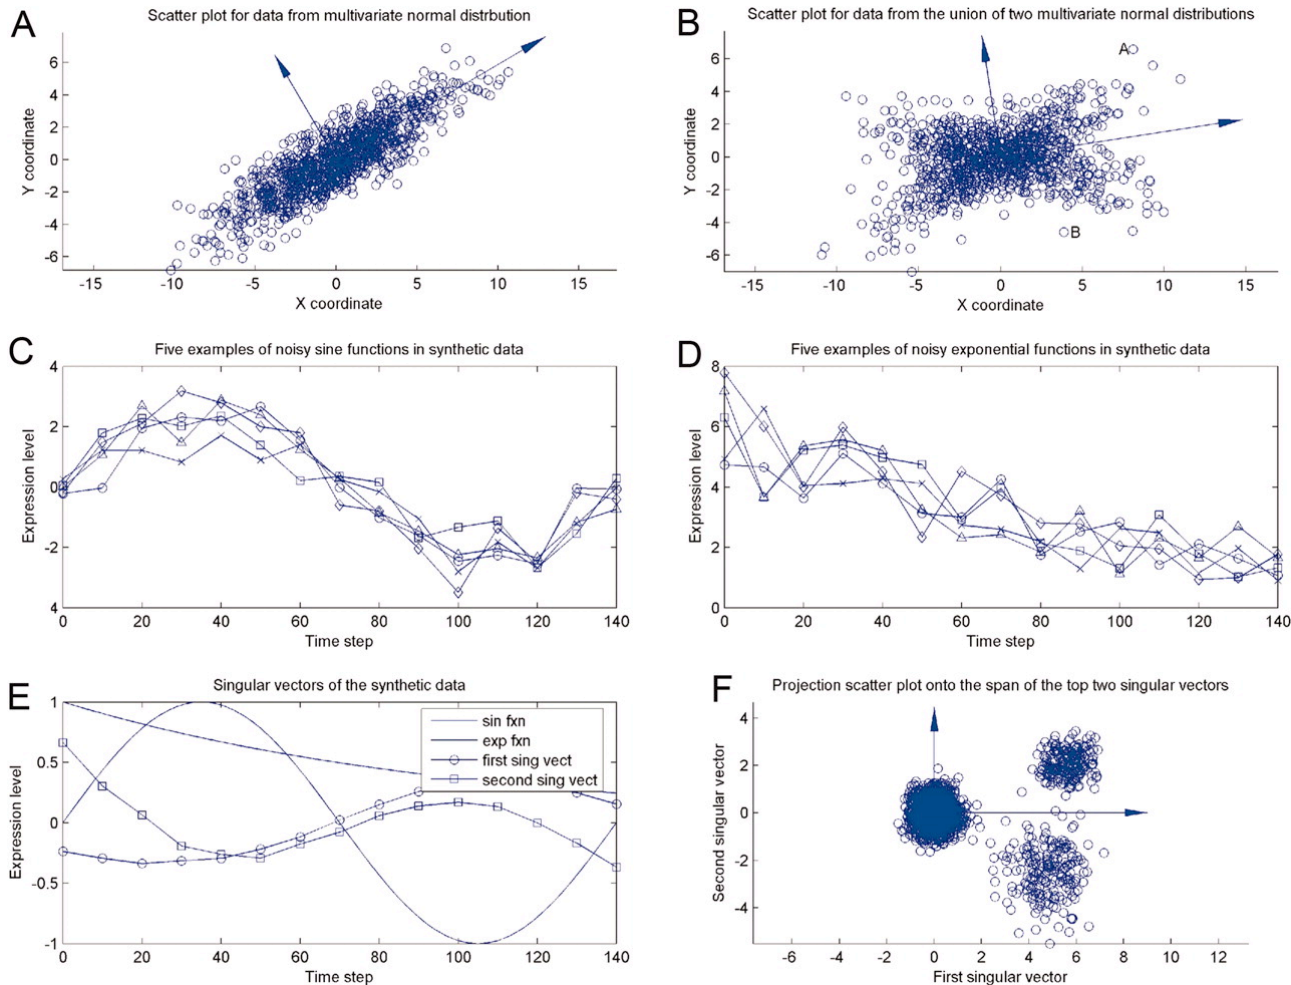 A
Scatter plot for data from multivariate normal distrbution
Y coordinate
6
4
2
0
-2
-4
-6
-15 -10 -5 0 5 10 15
X coordinate
B
Scatter plot for data from the union of two multivariate normal distrbutions
Y coordinate
6
4
2
0
-2
-4
-6
A
B
-15 -10 -5 0 5 10 15
X coordinate
C
Five examples of noisy sine functions in synthetic data
Expression level
4
2
0
-2
4
0 20 40 60 80 100 120 140
Time step
D
Five examples of noisy exponential functions in synthetic data
Expression level
8
6
4
2
0
0 20 40 60 80 100 120 140
Time step
E
Singular vectors of the synthetic data
Expression level
1
0.5
0
-0.5
-1
sin fxn
exp fxn
first sing vect
second sing vect
0 20 40 60 80 100 120 140
Time step
F
Projection scatter plot onto the span of the top two singular vectors
Second singular vector
4
2
0
-2
-4
-6 -4 -2 0 2 4 6 8 10 12
First singular vector